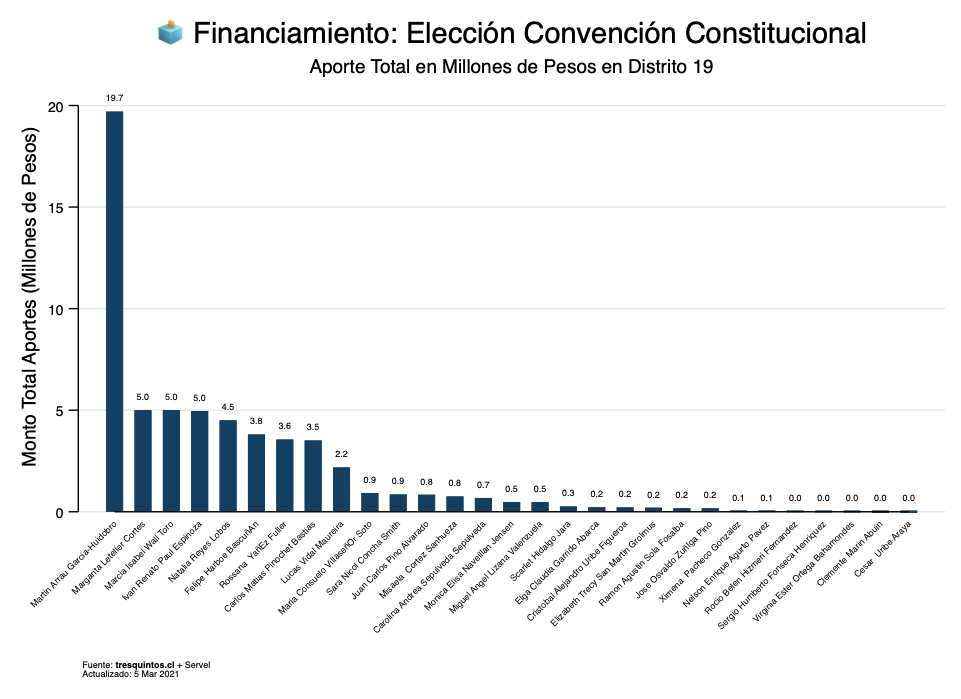 Financiamiento: Elección Convención Constitucional
Aporte Total en Millones de Pesos en Distrito 19
Monto Total Aportes (Millones de Pesos)
20
15
10
5
0
19.7
5.0
5.0
5.0
4.5
3.8
3.6
3.5
2.2
0.9
0.9
0.8
0.8
0.7
0.5
0.5
0.3
0.2
0.2
0.2
0.2
0.2
0.1
0.1
0.0
0.0
0.0
0.0
0.0
Martin Arrau Garcia-Huidobro
Margarita Letelier Cortes
Marcia Isabel Wall Toro
Ivan Renato Paul Espinoza
Natalia Reyes Lobos
Felipe Harboe BascuñAn
Rossana YañEz Fuller
Carlos Matias Pinochet Bastias
Lucas Vidal Maureira
Maria Consuelo VillaseñOr Soto
Sara Nicol Concha Smith
Juan Carlos Pino Alvarado
Misala Cortez Sanhueza
Carolina Andrea Sepulveda Sepulveda
Monica Elisa Navellan Jensen
Miguel Angel Lizana Valenzuela
Scarlet Hidalgo Jara
Elga Claudia Garrido Abarca
Cristobal Alejandro Uribe Figueroa
Elizabeth Trecy San Martin Grollmus
Ramon Agustin Sola Fosalba
Jose Osvaldo Zuñiga Pino
Ximena Pacheco Gonzalez
Nelson Enrique Agurto Pavez
Rocio Belen Hizmeri Fernandez
Sergio Humberto Fonseca Henriquez
Virginia Ester Ortega Bahamondes
Clemente Marin Abuin
Cesar Uribe Araya
Fuente: tresquintos.cl + Servel
Actualizado: 5 Mar 2021